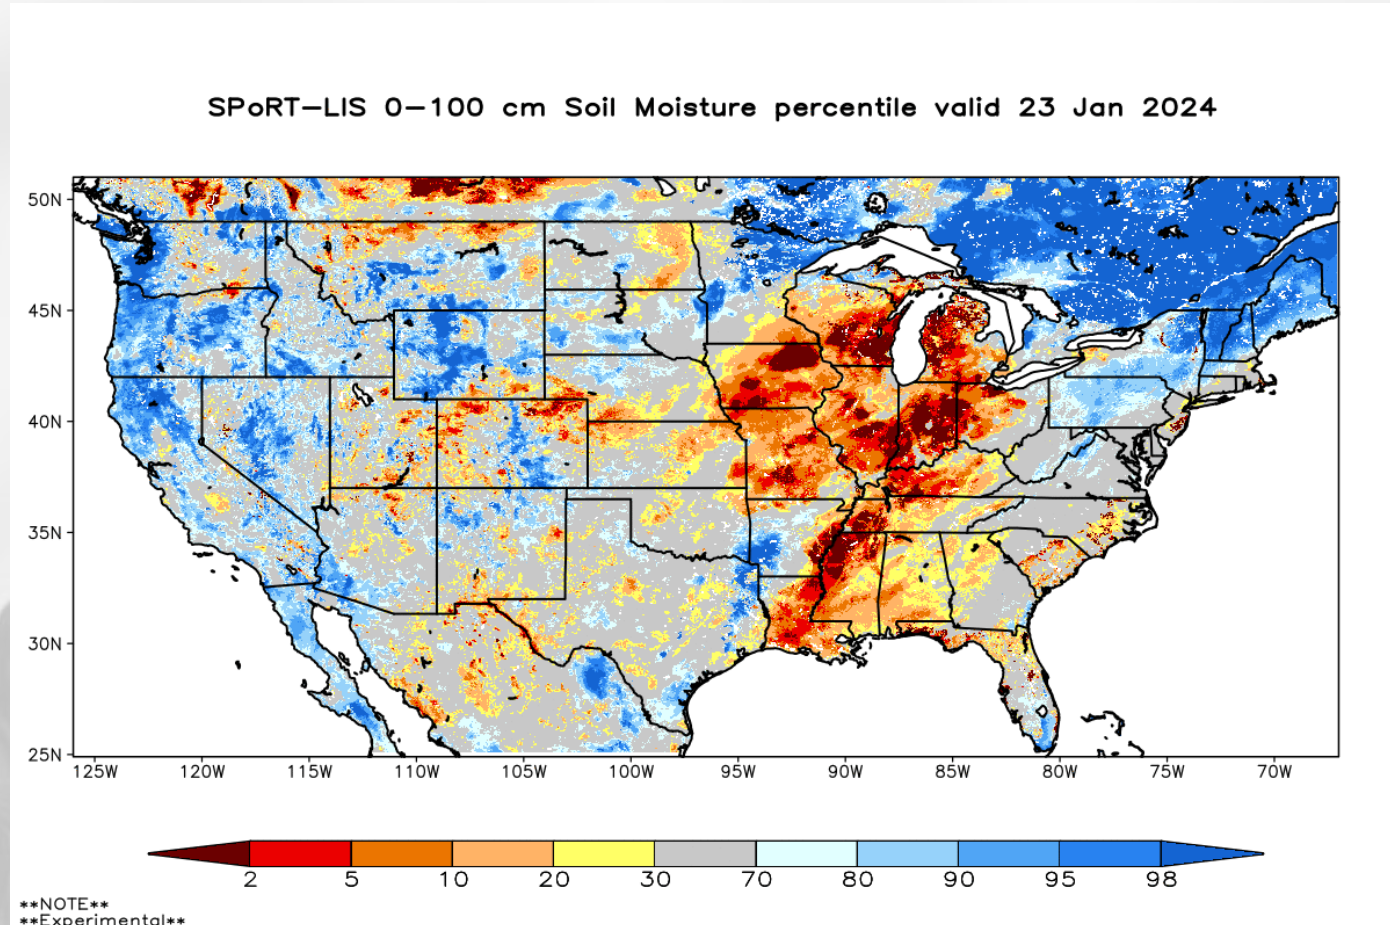 SPoRT-LIS 0-100 cm Soil Moisture percentile valid 23 Jan 2024
50N
45N
40N
35N
30N
25N
125W 120W 115W 110W 105W 100W 95W 90W 85W 80W 75W 70W
2 5 10 20 30 70 80 90 95 98
**NOTE**
**Experimental**